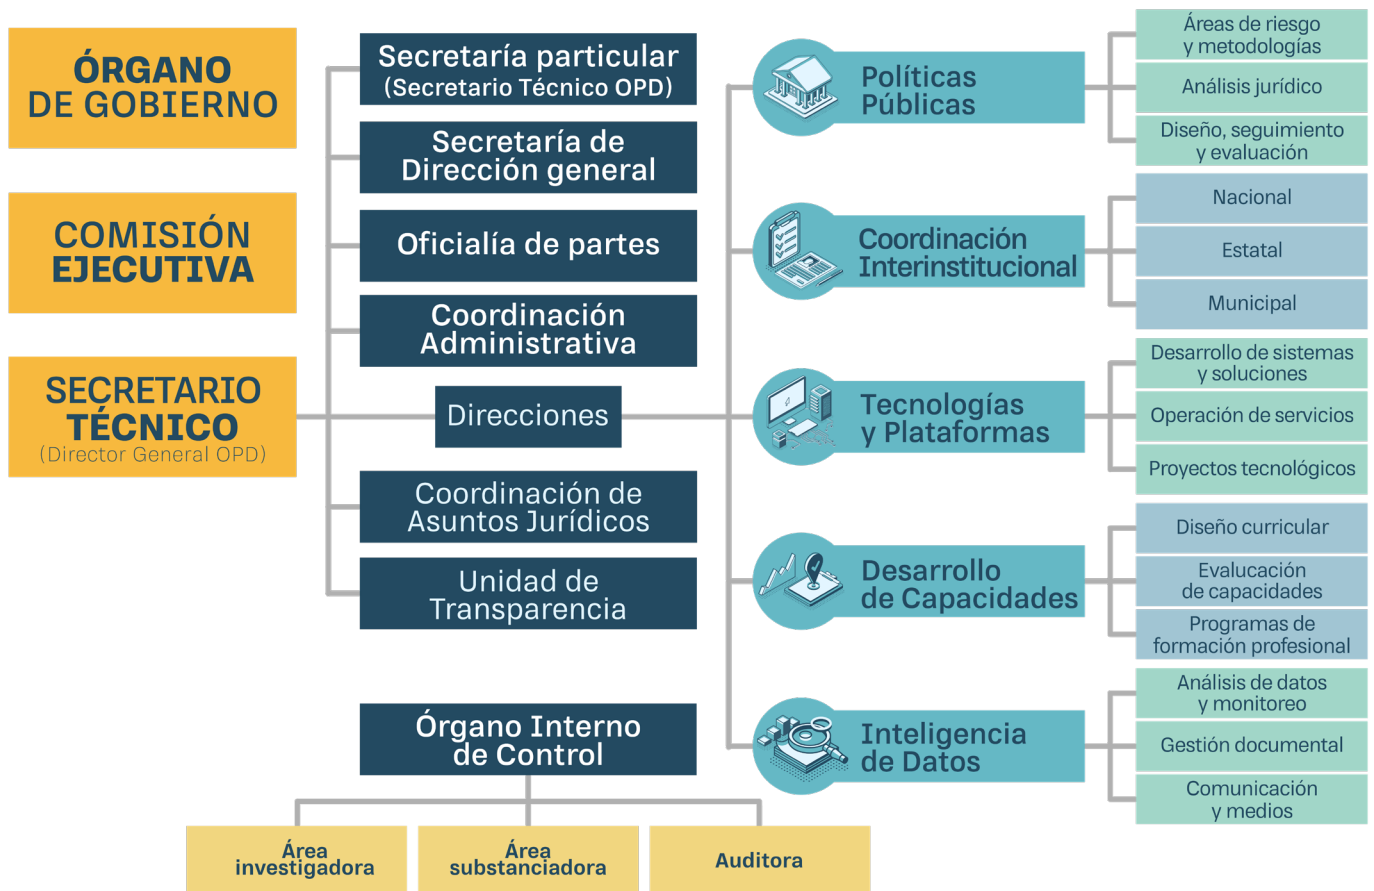 ÓRGANO
DE GOBIERNO
COMISIÓN
EJECUTIVA
SECRETARIO
TÉCNICO
(Director General OPD)
Secretaría particular
(Secretario Técnico OPD)
Secretaría de
Dirección general
Oficialía de partes
Coordinación
Administrativa
Direcciones
Coordinación de
Asuntos Jurídicos
Unidad de
Transparencia
Órgano Interno
de Control
Área
investigadora
Área
substanciadora
Auditora
Políticas
Públicas
Áreas de riesgo
y metodologías
Análisis jurídico
Diseño, seguimiento
y evaluación
Coordinación
Interinstitucional
Nacional
Estatal
Municipal
Tecnologías
y Plataformas
Desarrollo de sistemas
y soluciones
Operación de servicios
Proyectos tecnológicos
Desarrollo
de Capacidades
Diseño curricular
Evalucación
de capacidades
Programas de
formación profesional
Inteligencia
de Datos
Análisis de datos
y monitoreo
Gestión documental
Comunicación
y medios